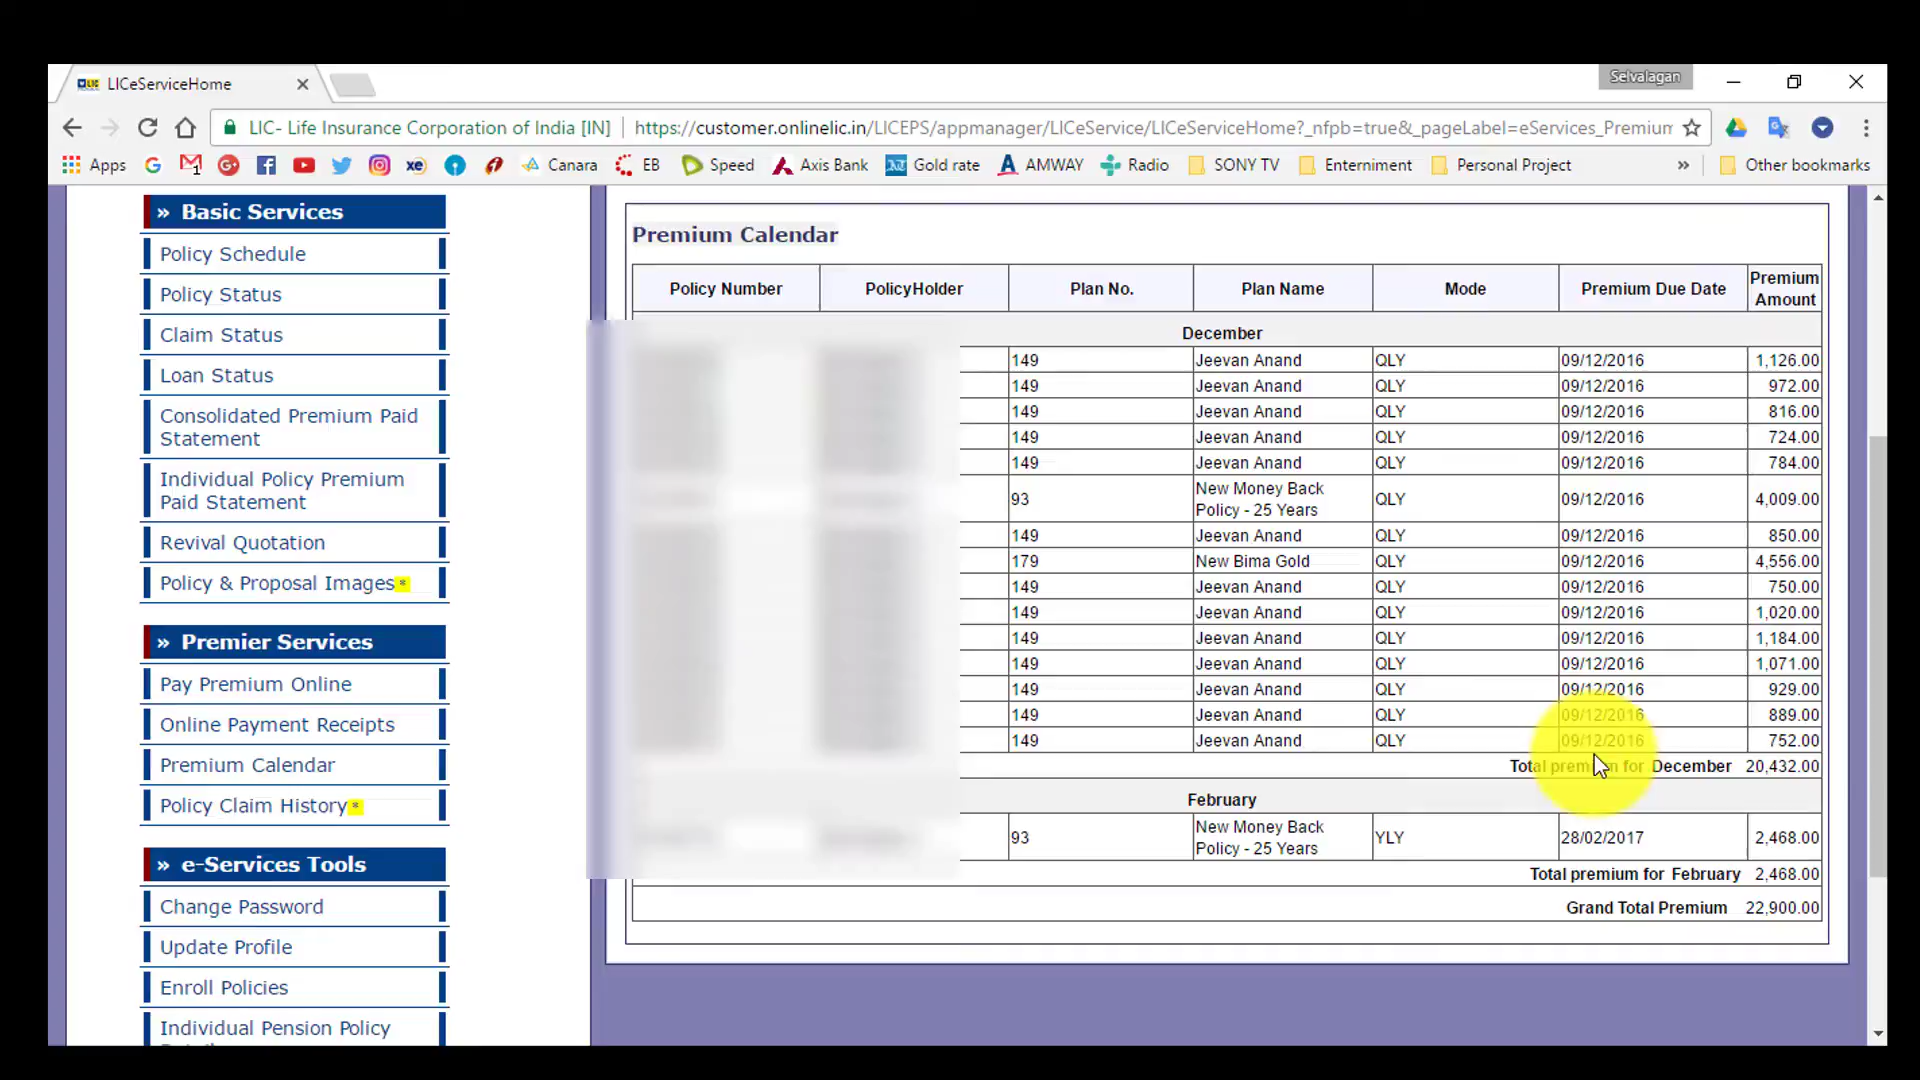 LICeServiceHome
Selvalagan
LIC- Life Insurance Corporation of India [IN] https://customer.onlinelic.in/LICEPS/appmanager/LICeService/LICeServiceHome?_nfpb=true&_pageLabel=eServices_Premium
Apps Canara EB Speed Axis Bank Gold rate AMWAY Radio SONY TV Enterniment Personal Project » Other bookmarks
» Basic Services
Policy Schedule
Policy Status
Claim Status
Loan Status
Consolidated Premium Paid
Statement
Individual Policy Premium
Paid Statement
Revival Quotation
Policy & Proposal Images*
» Premier Services
Pay Premium Online
Online Payment Receipts
Premium Calendar
Policy Claim History*
» e-Services Tools
Change Password
Update Profile
Enroll Policies
Individual Pension Policy
Premium Calendar
Policy Number PolicyHolder Plan No. Plan Name Mode Premium Due Date Premium Amount
December
149 Jeevan Anand QLY 09/12/2016 1,126.00
149 Jeevan Anand QLY 09/12/2016 972.00
149 Jeevan Anand QLY 09/12/2016 816.00
149 Jeevan Anand QLY 09/12/2016 724.00
149 Jeevan Anand QLY 09/12/2016 784.00
93 New Money Back Policy - 25 Years QLY 09/12/2016 4,009.00
149 Jeevan Anand QLY 09/12/2016 850.00
179 New Bima Gold QLY 09/12/2016 4,556.00
149 Jeevan Anand QLY 09/12/2016 750.00
149 Jeevan Anand QLY 09/12/2016 1,020.00
149 Jeevan Anand QLY 09/12/2016 1,184.00
149 Jeevan Anand QLY 09/12/2016 1,071.00
149 Jeevan Anand QLY 09/12/2016 929.00
149 Jeevan Anand QLY 09/12/2016 889.00
149 Jeevan Anand QLY 09/12/2016 752.00
Total premium for December 20,432.00
February
93 New Money Back Policy - 25 Years YLY 28/02/2017 2,468.00
Total premium for February 2,468.00
Grand Total Premium 22,900.00